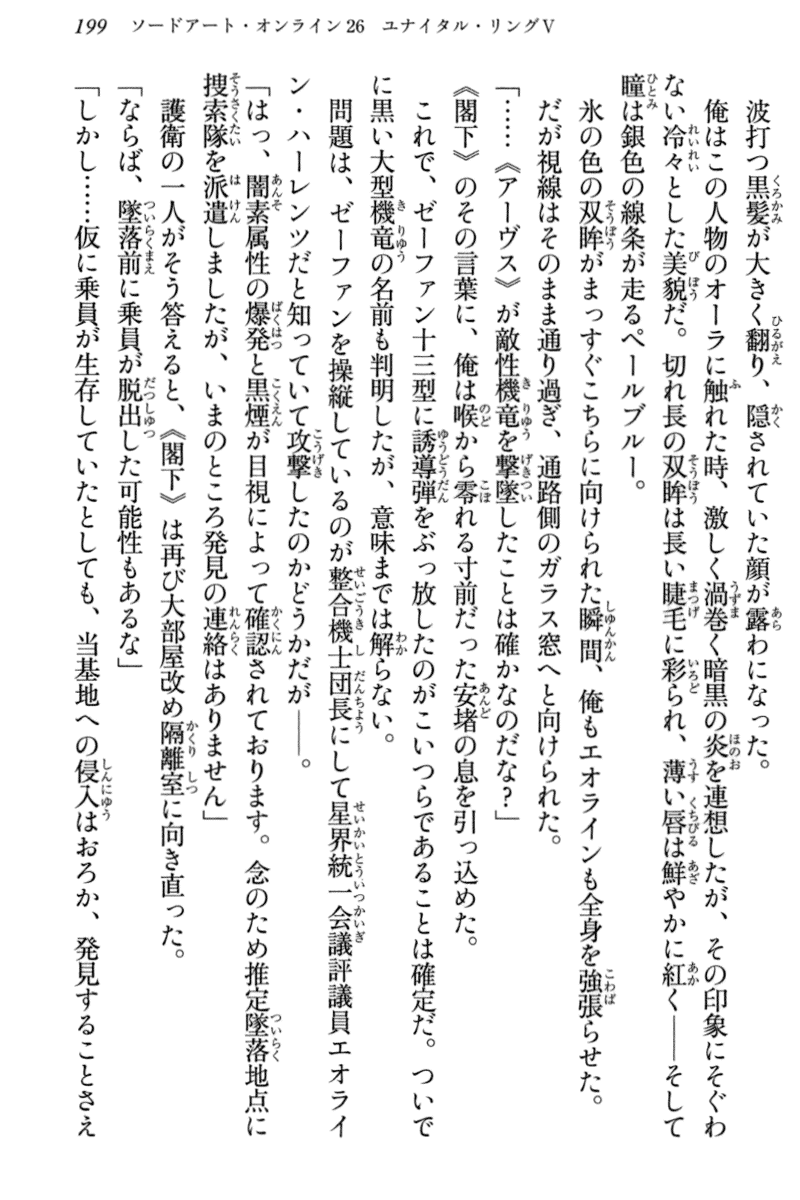 199 ソードアート・オンライン26 ユナイタル・リングⅤ
波打つ黒髪が大きく翻り、隠されていた顔が露わになった。
俺はこの人物のオーラに触れた時、激しく渦巻く暗黒の炎を連想したが、その印象にそぐわ
ない冷々とした美貌だ。切れ長の双眸は長い睫毛に彩られ、薄い唇は鮮やかに紅く――そして
瞳は銀色の線条が走るペールブルー。
氷の色の双眸がまっすぐこちらに向けられた瞬間、俺もエオラインも全身を強張らせた。
だが視線はそのまま通り過ぎ、通路側のガラス窓へと向けられた。
「……《アーヴス》が敵性機竜を撃墜したことは確かなのだな?」
《閣下》のその言葉に、俺は喉から零れる寸前だった安堵の息を引っ込めた。
これで、ゼーファン十三型に誘導弾をぶっ放したのがこいつらであることは確定だ。ついで
に黒い大型機竜の名前も判明したが、意味までは解らない。
問題は、ゼーファンを操縦しているのが整合機士団長にして星界統一会議評議員エオライ
ン・ハーレンツだと知っていて攻撃したのかどうかだが――。
「はっ、闇素属性の爆発と黒煙が目視によって確認されております。念のため推定墜落地点に
捜索隊を派遣しましたが、いまのところ発見の連絡はありません」
護衛の一人がそう答えると、《閣下》は再び大部屋改め隔離室に向き直った。
「ならば、墜落前に乗員が脱出した可能性もあるな」
「しかし……仮に乗員が生存していたとしても、当基地への侵入はおろか、発見することさえ